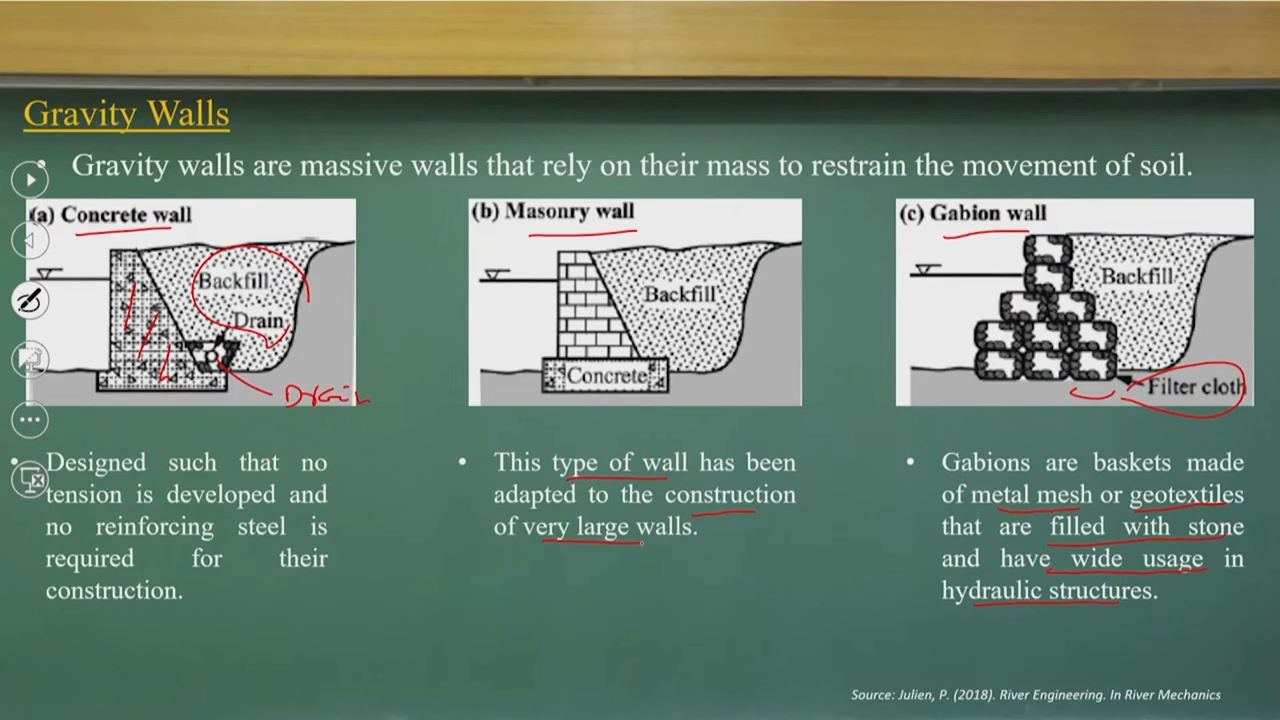 Gravity Walls
• Gravity walls are massive walls that rely on their mass to restrain the movement of soil.
(a) Concrete wall
Backfill
Drain
Drain
(b) Masonry wall
Backfill
Concrete
(c) Gabion wall
Backfill
Filter cloth
• Designed such that no
tension is developed and
no reinforcing steel is
required for their
construction.
• This type of wall has been
adapted to the construction
of very large walls.
• Gabions are baskets made
of metal mesh or geotextiles
that are filled with stone
and have wide usage in
hydraulic structures.
Source: Julien, P. (2018). River Engineering. In River Mechanics